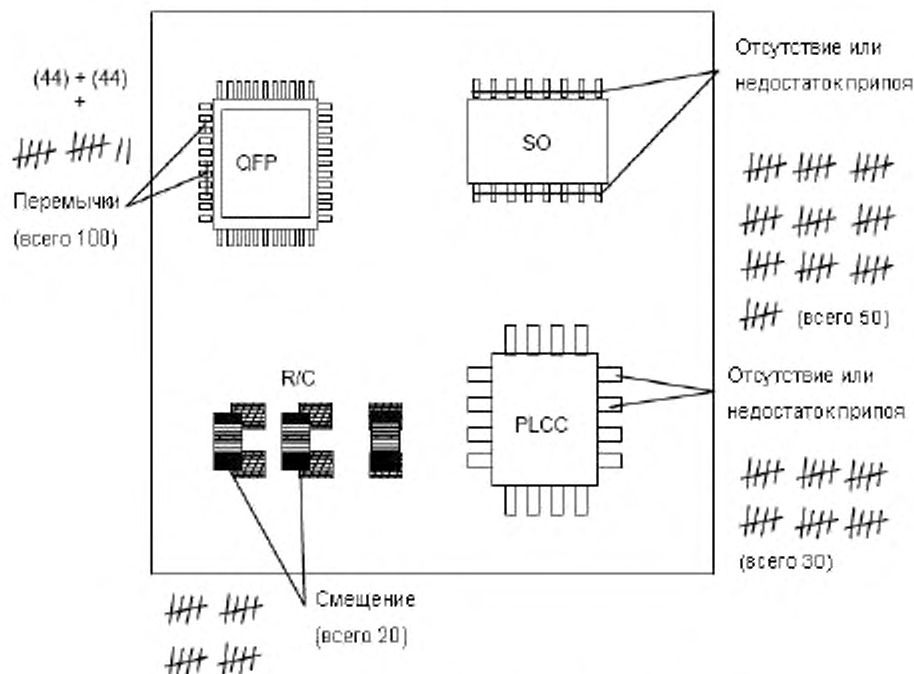 (44) + (44)
+
Перемычки
(всего 100)
QFP
SO
Отсутствие или
недостаток припоя
(всего 50)
R/C
PLCC
Отсутствие или
недостаток припоя
(всего 30)
Смещение
(всего 20)